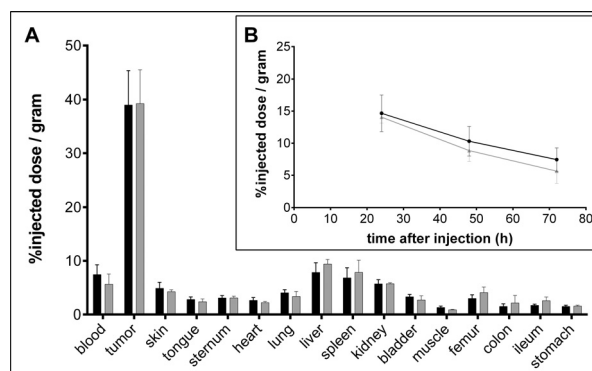 A
%injected dose / gram
50
40
30
20
10
0
blood
tumor
skin
tongue
sternum
heart
lung
liver
spleen
kidney
bladder
muscle
femur
colon
ileum
stomach
B
%injected dose / gram
25
20
15
10
5
0
0 10 20 30 40 50 60 70 80
time after injection (h)